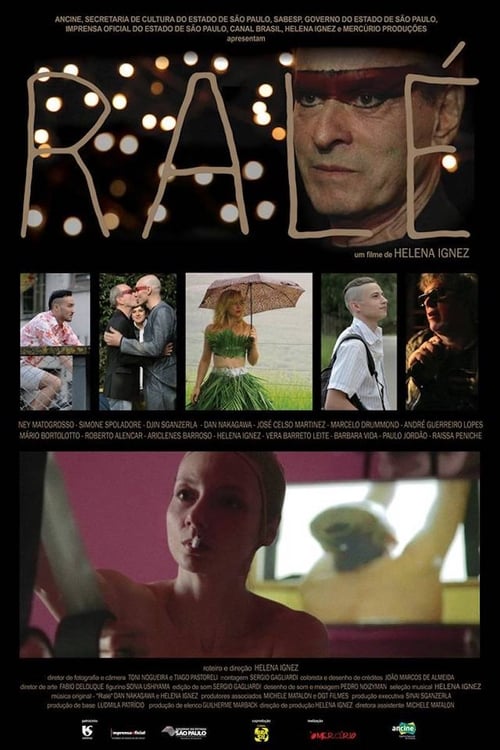 ANCINE, SECRETARIA DE CULTURA DO ESTADO DE SÃO PAULO, SABESP, GOVERNO DO ESTADO DE SÃO PAULO,
IMPRENSA OFICIAL DO ESTADO DE SÃO PAULO, CANAL BRASIL, HELENA IGNEZ e MERCÚRIO PRODUÇÕES
apresentam
RALÉ
um filme de HELENA IGNEZ
NEY MATOGROSSO - SIMONE SPOLADORE - DJIN SGANZERLA - DAN NAKAGAWA - JOSÉ CELSO MARTINEZ - MARCELO DRUMMOND - ANDRÉ GUERREIRO LOPES
MÁRIO BORTOLOTTO - ROBERTO ALENCAR - ARICLENES BARROSO - HELENA IGNEZ - VERA BARRETO LEITE - BARBARA VIDA - PAULO JORDÃO - RAISSA PENICHE
roteiro e direção HELENA IGNEZ
diretor de fotografia e câmera TONI NOGUEIRA e TIAGO PASTORELI montagem SERGIO GAGLIARDI colorista e desenho de créditos JOÃO MARCOS DE ALMEIDA
diretor de arte FABIO DELDUQUE figurino SONIA USHIYAMA edição de som SERGIO GAGLIARDI desenho de som e mixagem PEDRO NOIZYMAN seleção musical HELENA IGNEZ
música original - "Ralé" DAN NAKAGAWA e HELENA IGNEZ produtores associados MICHELE MATALON e DGT FILMES produção executiva SINAI SGANZERLA
produção de base LUDMILA PATRÍCIO produção de elenco GUILHERME MARBACK direção de produção HELENA IGNEZ diretora assistente MICHELE MATALON
patrocínio coprodução realização
imprensaoficial SÃO PAULO MERCÚRIO ancine